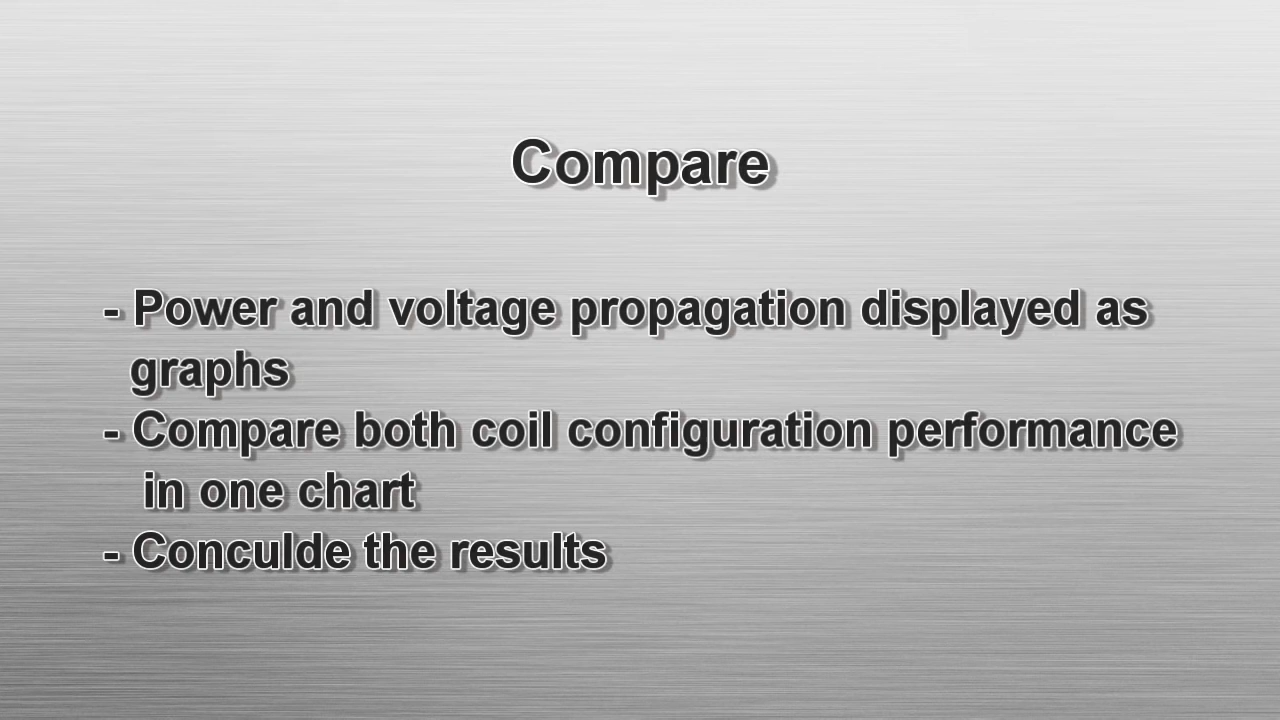 Compare
- Power and voltage propagation displayed as
graphs
- Compare both coil configuration performance
in one chart
- Conculde the results